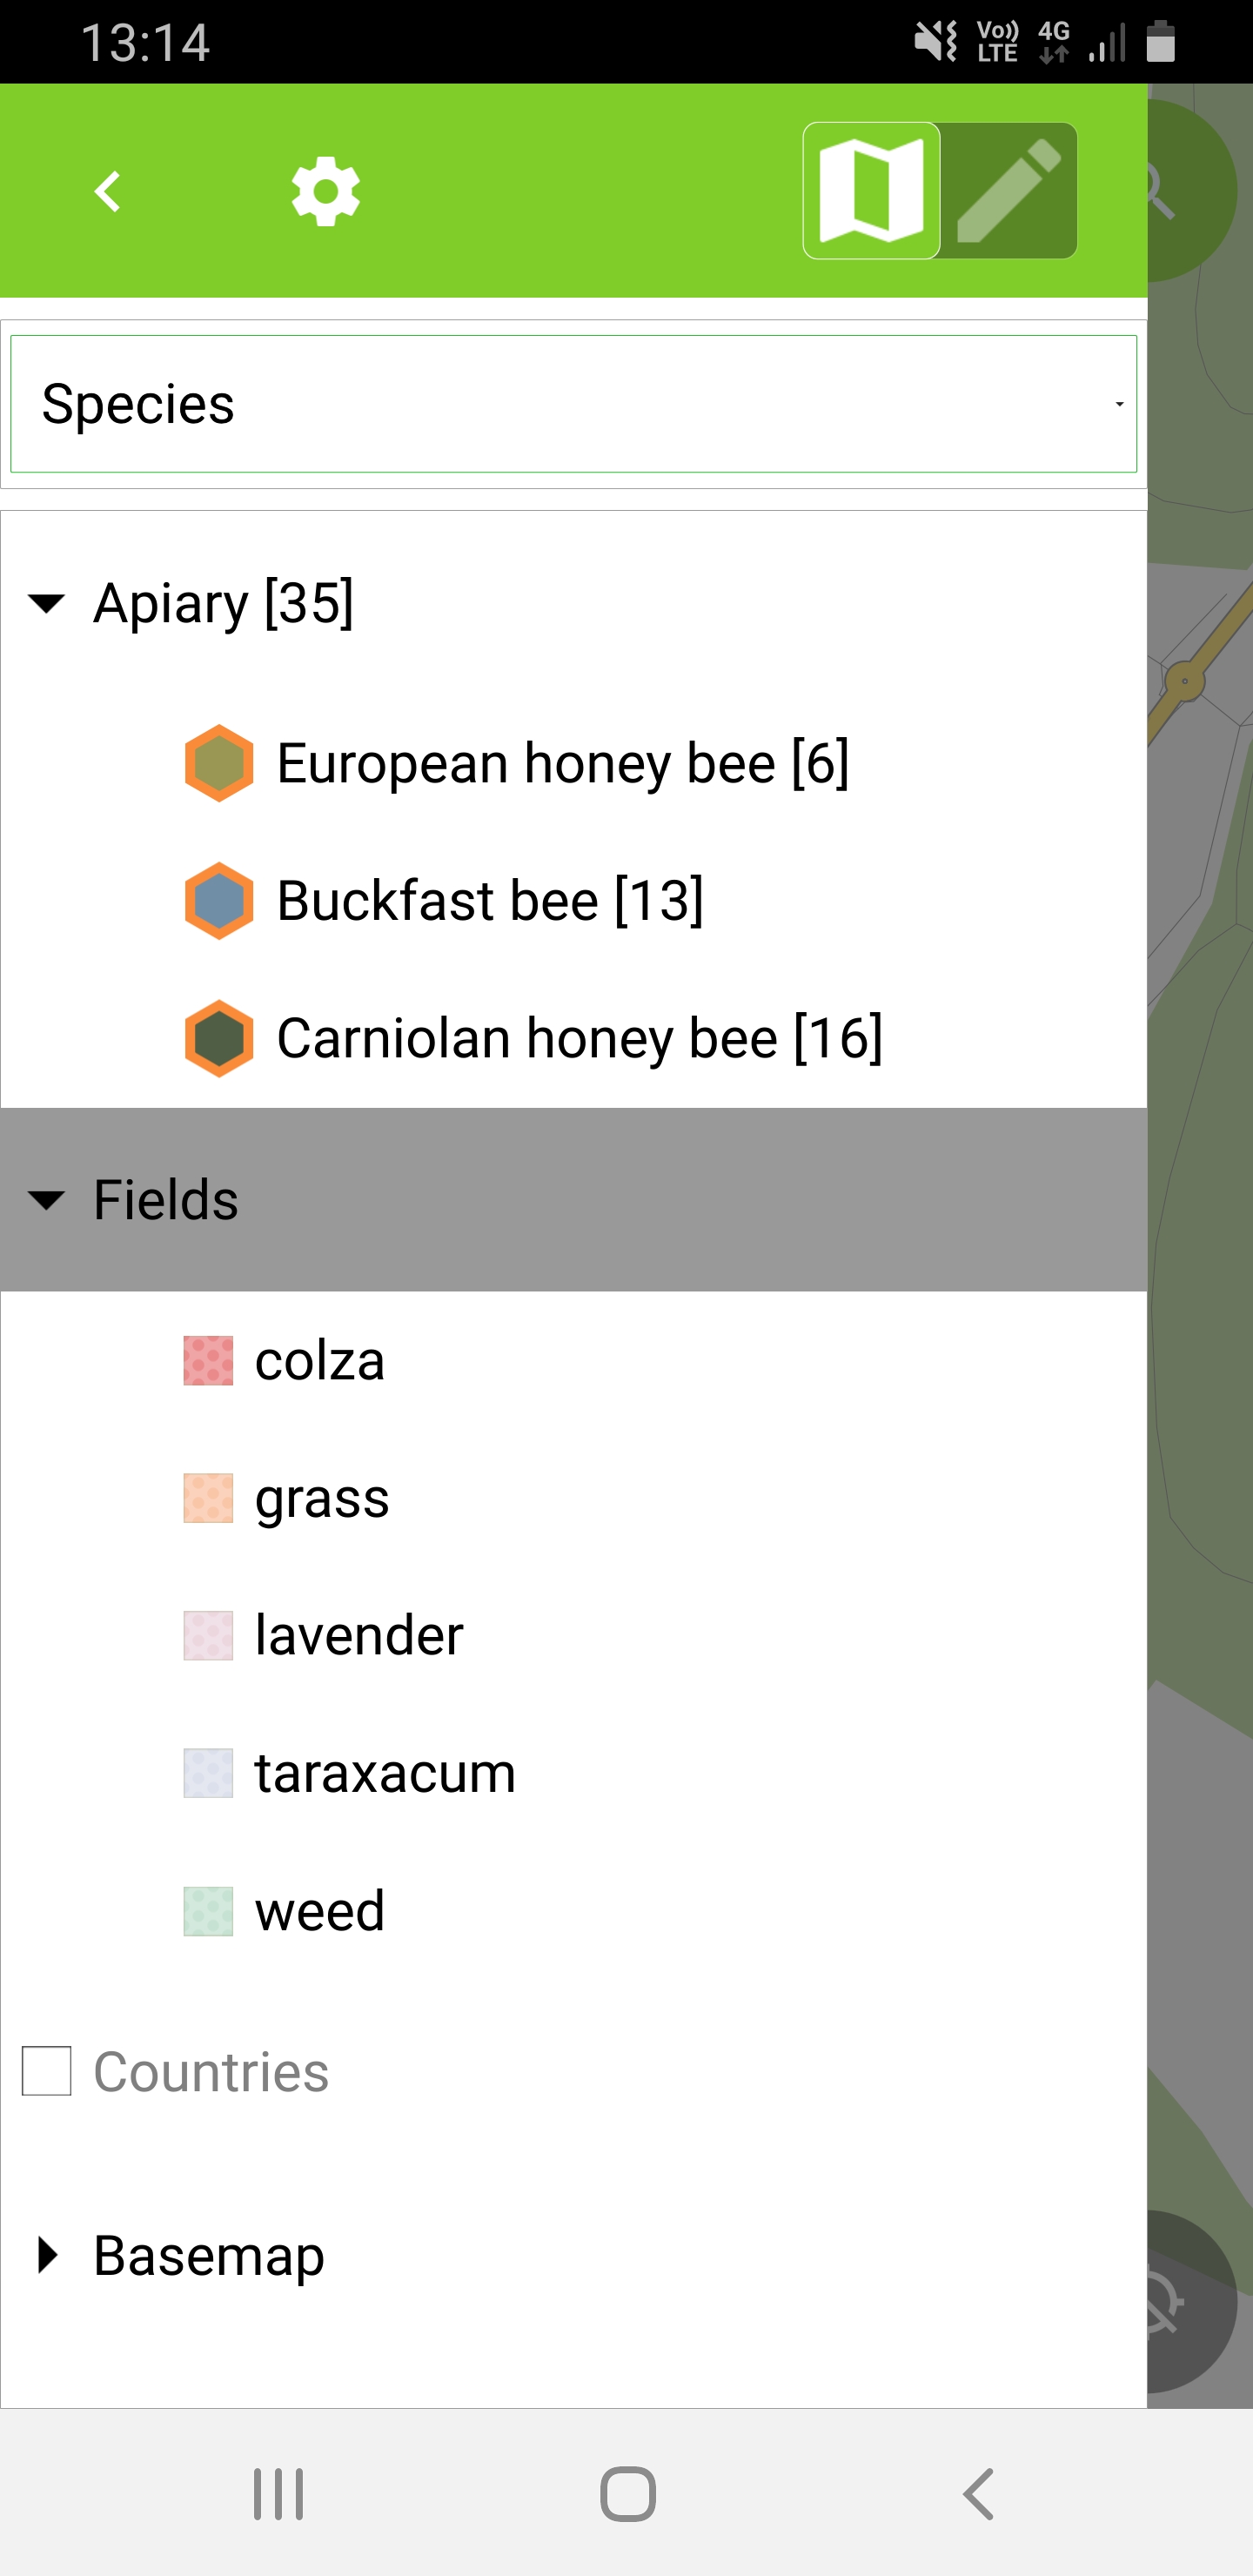 13:14
Vo)) LTE 4G
Species
Apiary [35]
European honey bee [6]
Buckfast bee [13]
Carniolan honey bee [16]
Fields
colza
grass
lavender
taraxacum
weed
Countries
Basemap